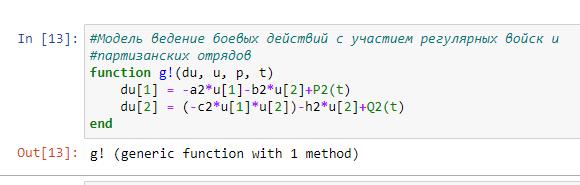 In [13]: #Модель ведение боевых действий с участием регулярных войск и
#партизанских отрядов
function g!(du, u, p, t)
    du[1] = -a2*u[1]-b2*u[2]+P2(t)
    du[2] = (-c2*u[1]*u[2])-h2*u[2]+Q2(t)
end
Out[13]: g! (generic function with 1 method)